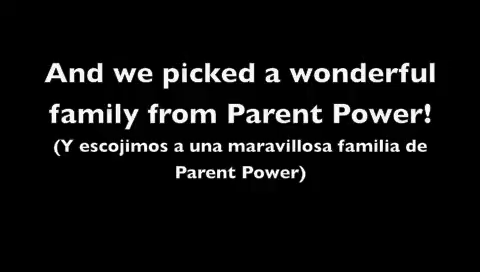 And we picked a wonderful
family from Parent Power!
(Y escojimos a una maravillosa familia de
Parent Power)